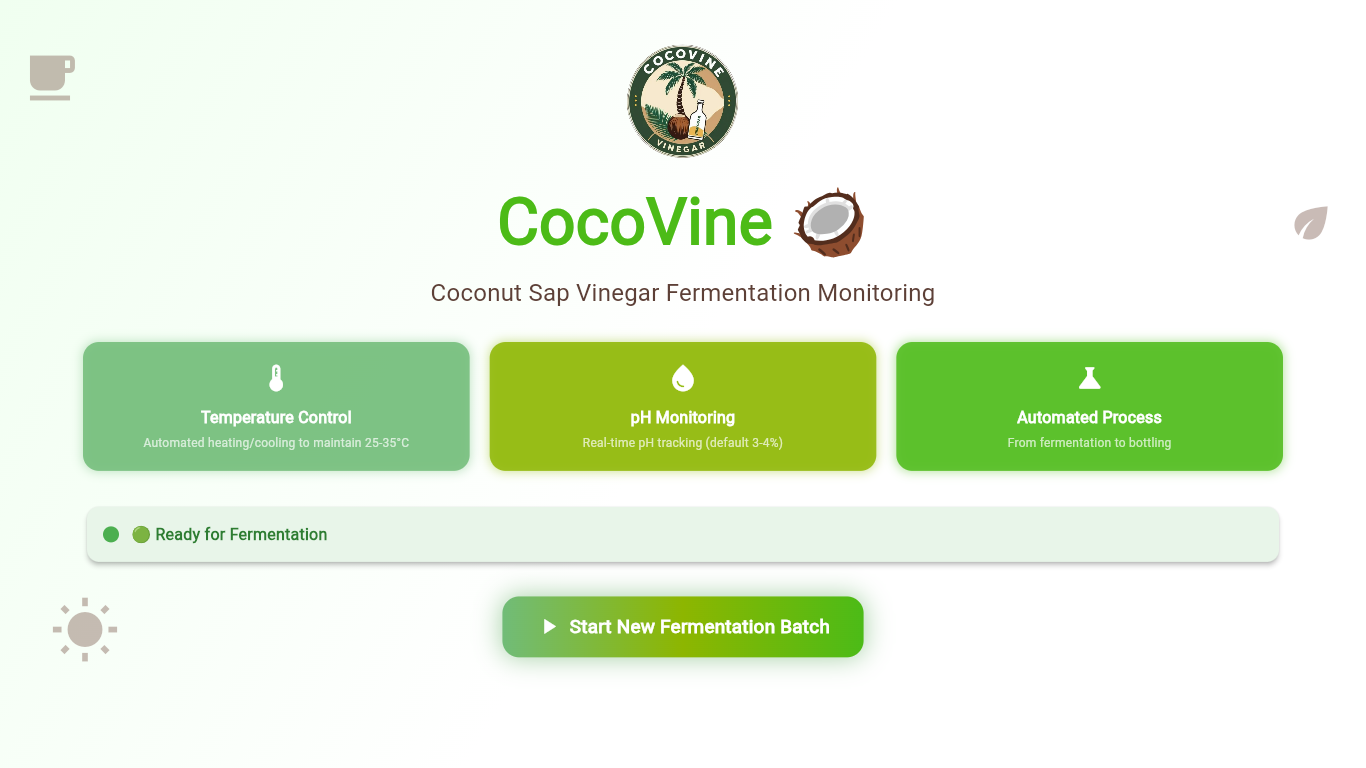 COCOVINE
VINEGAR
CocoVine 🥥
Coconut Sap Vinegar Fermentation Monitoring
Temperature Control
Automated heating/cooling to maintain 25-35°C
pH Monitoring
Real-time pH tracking (default 3-4%)
Automated Process
From fermentation to bottling
🟢 Ready for Fermentation
Start New Fermentation Batch